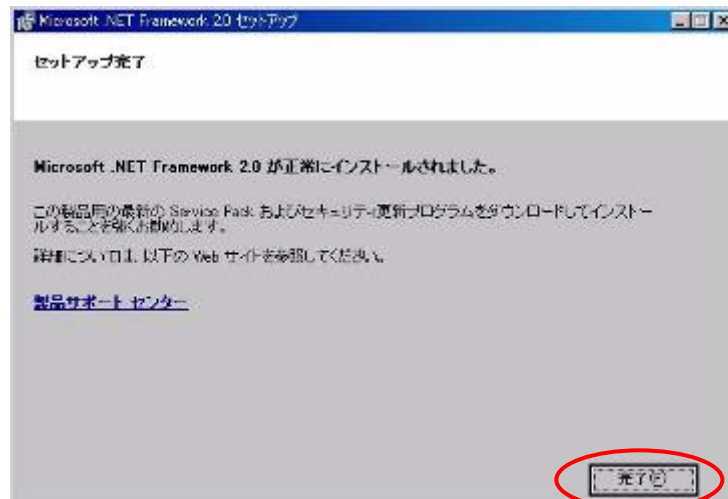 Microsoft .NET Framework 2.0 セットアップ
セットアップ完了
Microsoft .NET Framework 2.0 が正常にインストールされました。
この製品用の最新の Service Pack およびセキュリティ更新プログラムをダウンロードしてインストー
ルすることを強くお勧めします。
詳細については、以下の Web サイトを参照してください。
製品サポート センター
完了(F)